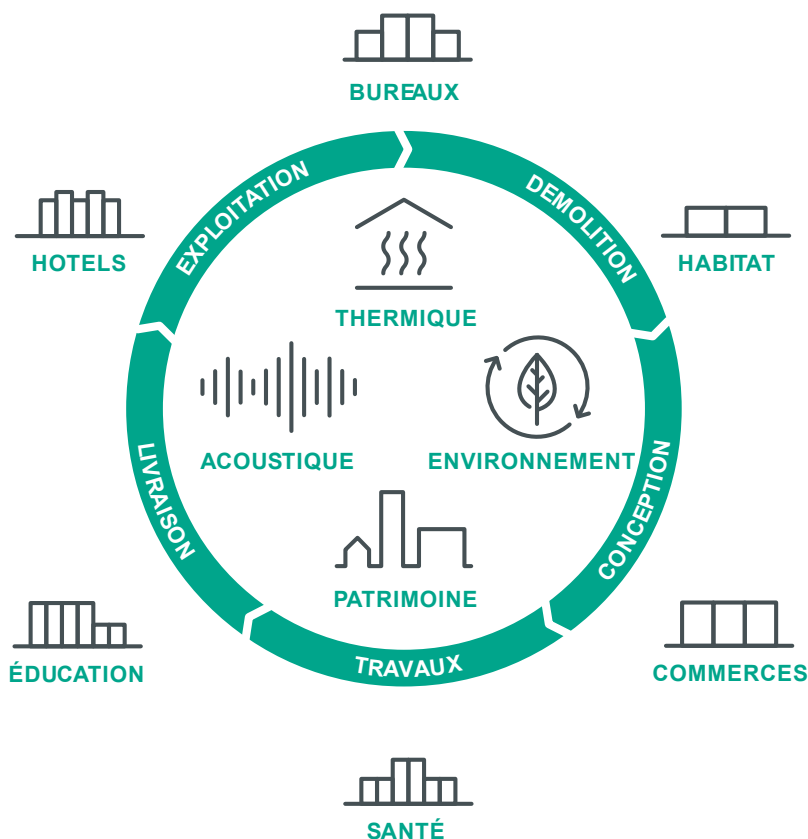 BUREAUX
EXPLOITATION
DEMOLITION
HOTELS
HABITAT
THERMIQUE
ACOUSTIQUE
ENVIRONNEMENT
LIVRAISON
CONCEPTION
PATRIMOINE
TRAVAUX
ÉDUCATION
COMMERCES
SANTÉ